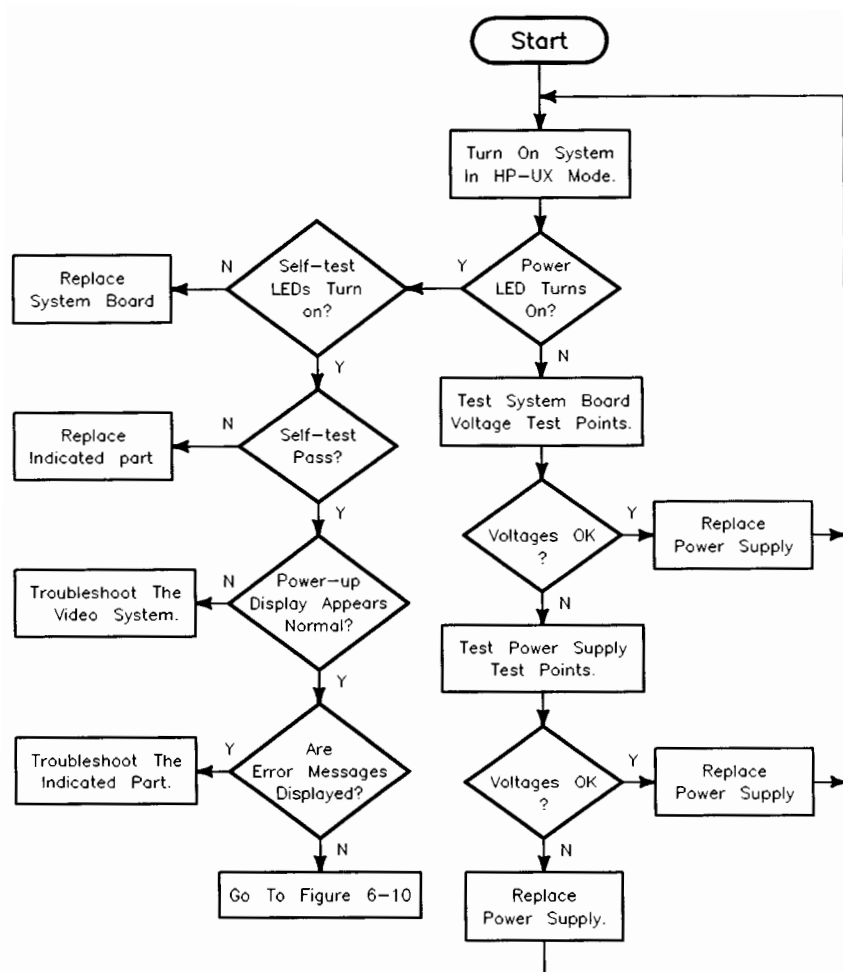 Start
Turn On System
In HP-UX Mode.
Power
LED Turns
On?
Y
N
Self-test
LEDs Turn
on?
N
Y
Replace
System Board
Self-test
Pass?
N
Y
Replace
Indicated part
Power-up
Display Appears
Normal?
N
Y
Troubleshoot The
Video System.
Are
Error Messages
Displayed?
Y
N
Troubleshoot The
Indicated Part.
Go To Figure 6-10
Test System Board
Voltage Test Points.
Voltages OK
?
Y
N
Replace
Power Supply
Test Power Supply
Test Points.
Voltages OK
?
Y
N
Replace
Power Supply
Replace
Power Supply.